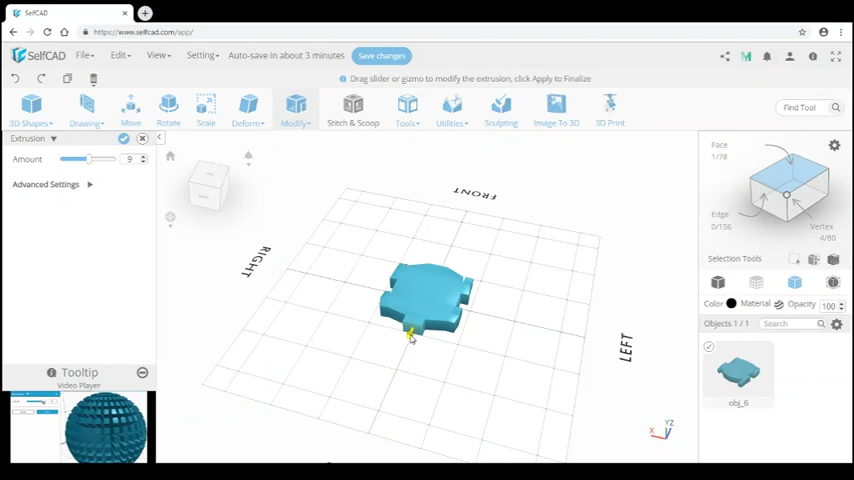 SelfCAD
https://www.selfcad.com/app/
SelfCAD
File
Edit
View
Setting
Auto-save in about 3 minutes
Save changes
Drag slider or gizmo to modify the extrusion, click Apply to Finalize
3D Shapes
Drawing
Move
Rotate
Scale
Deform
Modify
Stitch & Scoop
Tools
Utilities
Sculpting
Image To 3D
3D Print
Find Tool
Extrusion
Amount
9
Advanced Settings
FRONT
RIGHT
LEFT
Face
1/78
Edge
0/156
Vertex
4/80
Selection Tools
Color
Material
Opacity
100
Objects 1 / 1
Search
obj_6
Tooltip
Video Player
X
Y
Z